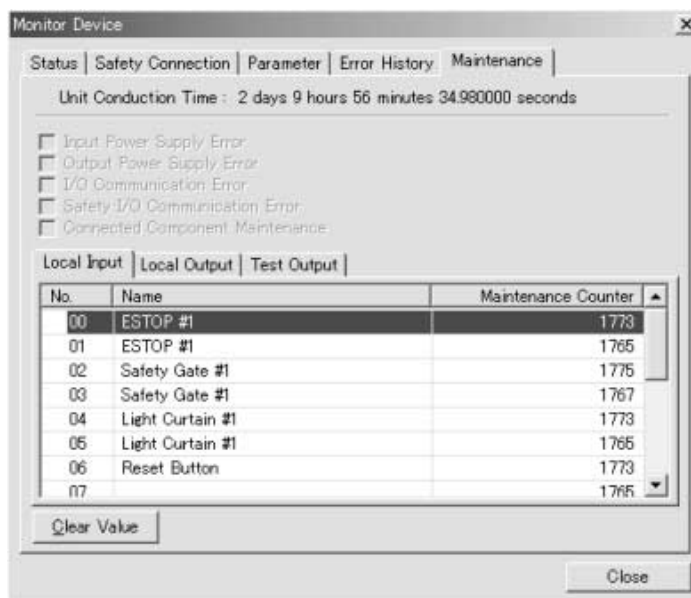 Monitor Device
Status Safety Connection Parameter Error History Maintenance
Unit Conduction Time : 2 days 9 hours 56 minutes 34.980000 seconds
Input Power Supply Error
Output Power Supply Error
I/O Communication Error
Safety I/O Communication Error
Connected Component Maintenance
Local Input Local Output Test Output
No. Name Maintenance Counter
00 ESTOP #1 1773
01 ESTOP #1 1765
02 Safety Gate #1 1775
03 Safety Gate #1 1767
04 Light Curtain #1 1773
05 Light Curtain #1 1765
06 Reset Button 1773
07 1765
Clear Value
Close